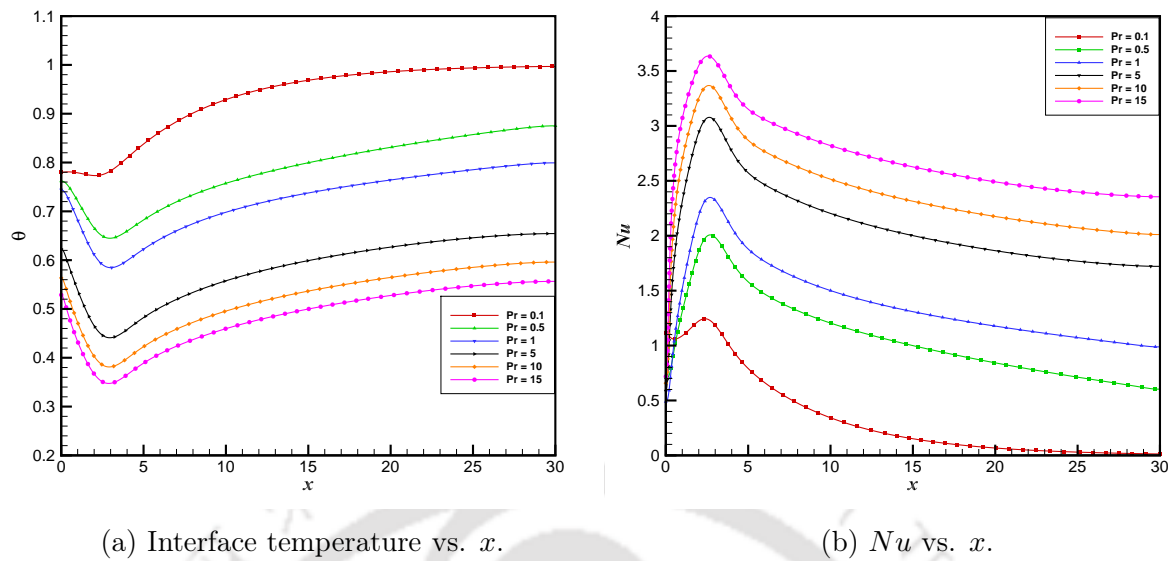 1.1
1
0.9
0.8
0.7
0.6
0.5
0.4
0.3
0.2
θ
0 5 10 15 20 25 30
x
Pr = 0.1
Pr = 0.5
Pr = 1
Pr = 5
Pr = 10
Pr = 15
(a) Interface temperature vs. x.
4
3.5
3
2.5
2
1.5
1
0.5
0
Nu
0 5 10 15 20 25 30
x
Pr = 0.1
Pr = 0.5
Pr = 1
Pr = 5
Pr = 10
Pr = 15
(b) Nu vs. x.